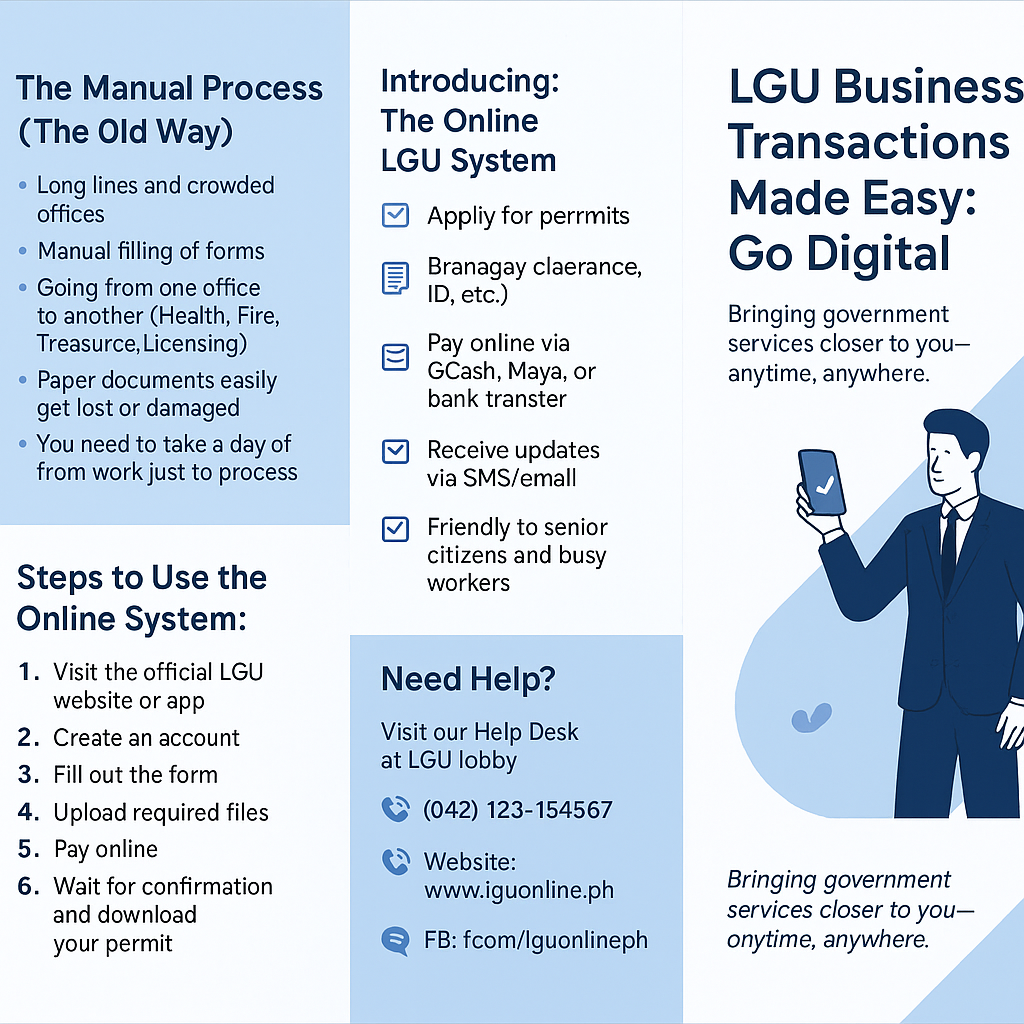 The Manual Process
(The Old Way)
• Long lines and crowded
offices
• Manual filling of forms
• Going from one office
to another (Health, Fire,
Treasurce, Licensing)
• Paper documents easily
get lost or damaged
• You need to take a day of
from work just to process
Steps to Use the
Online System:
1. Visit the official LGU
website or app
2. Create an account
3. Fill out the form
4. Upload required files
5. Pay online
6. Wait for confirmation
and download
your permit
Introducing:
The Online
LGU System
Appliy for perrmits
Branagay claerance,
ID, etc.)
Pay online via
GCash, Maya, or
bank transter
Receive updates
via SMS/emall
Friendly to senior
citizens and busy
workers
Need Help?
Visit our Help Desk
at LGU lobby
(042) 123-154567
Website:
www.iguonline.ph
FB: fcom/lguonlineph
LGU Business
Transactions
Made Easy:
Go Digital
Bringing government
services closer to you—
anytime, anywhere.
Bringing government
services closer to you—
onytime, anywhere.